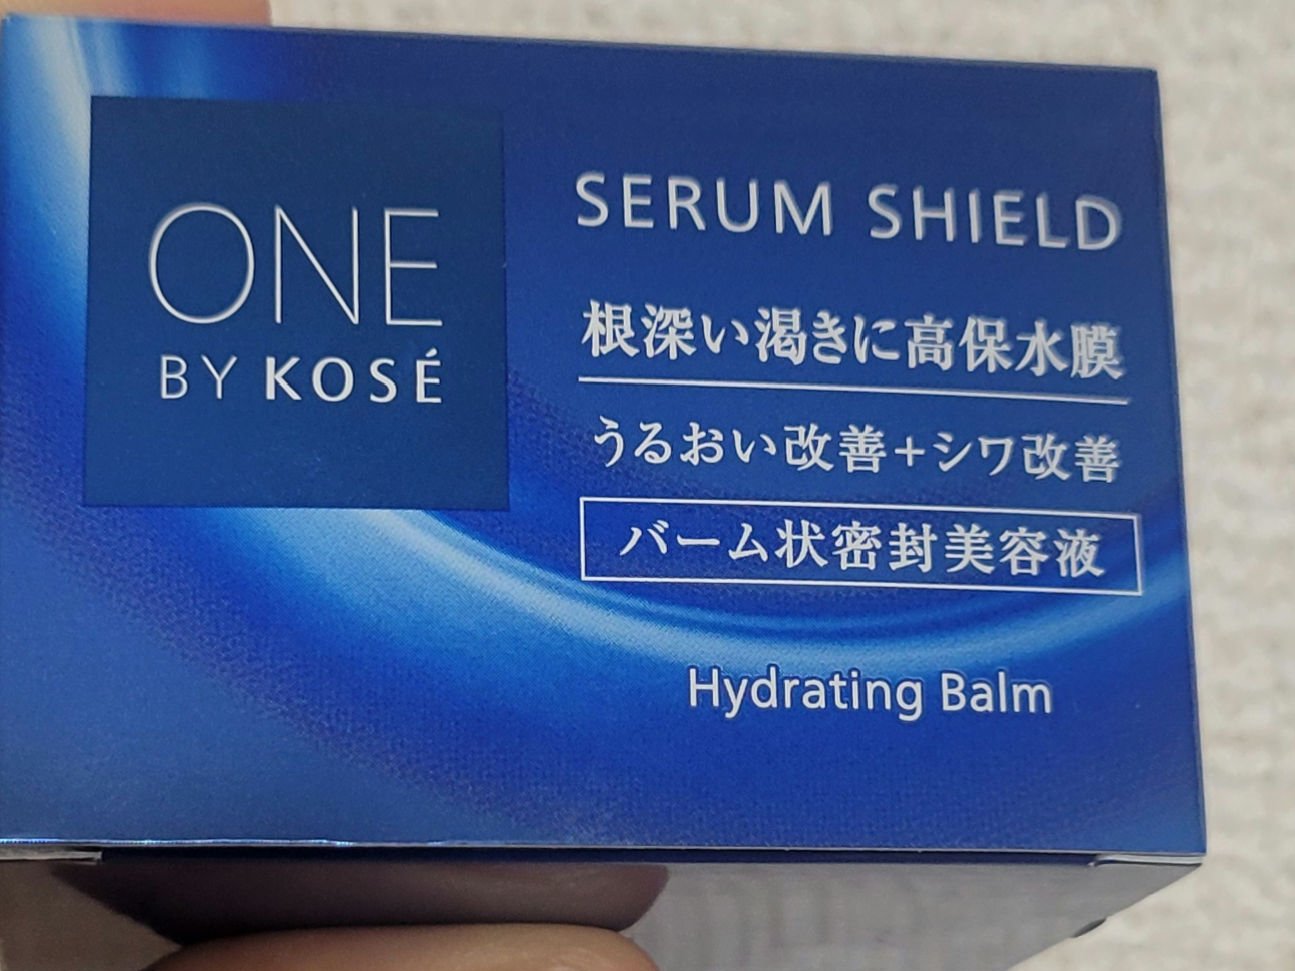 ONE
BY KOSÉ
SERUM SHIELD
根深い渇きに高保水膜
うるおい改善+シワ改善
バーム状密封美容液
Hydrating Balm